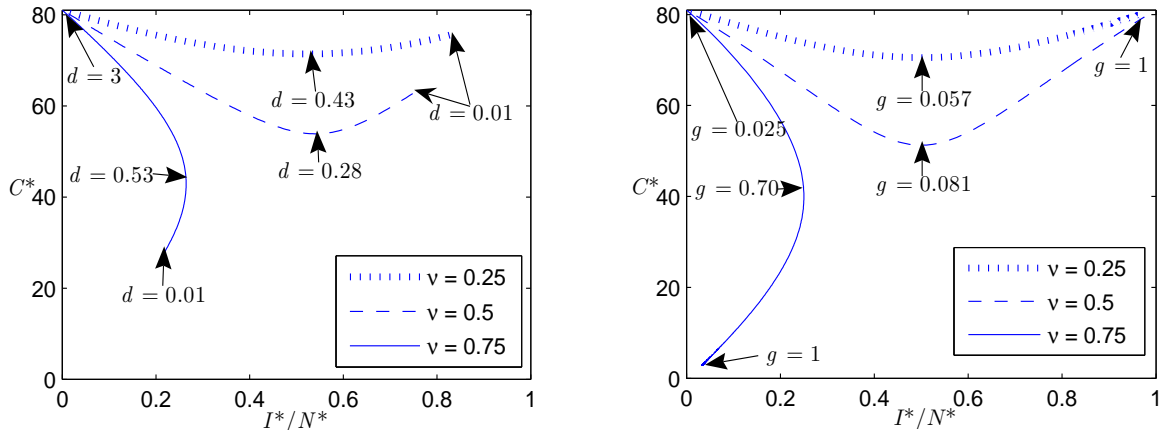 80
60
40
20
0
C*
0
0.2
0.4
0.6
0.8
1
I*/N*
d = 3
d = 0.43
d = 0.01
d = 0.28
d = 0.53
d = 0.01
ν = 0.25
ν = 0.5
ν = 0.75
80
60
40
20
0
C*
0
0.2
0.4
0.6
0.8
1
I*/N*
g = 1
g = 0.057
g = 0.025
g = 0.70
g = 0.081
g = 1
ν = 0.25
ν = 0.5
ν = 0.75